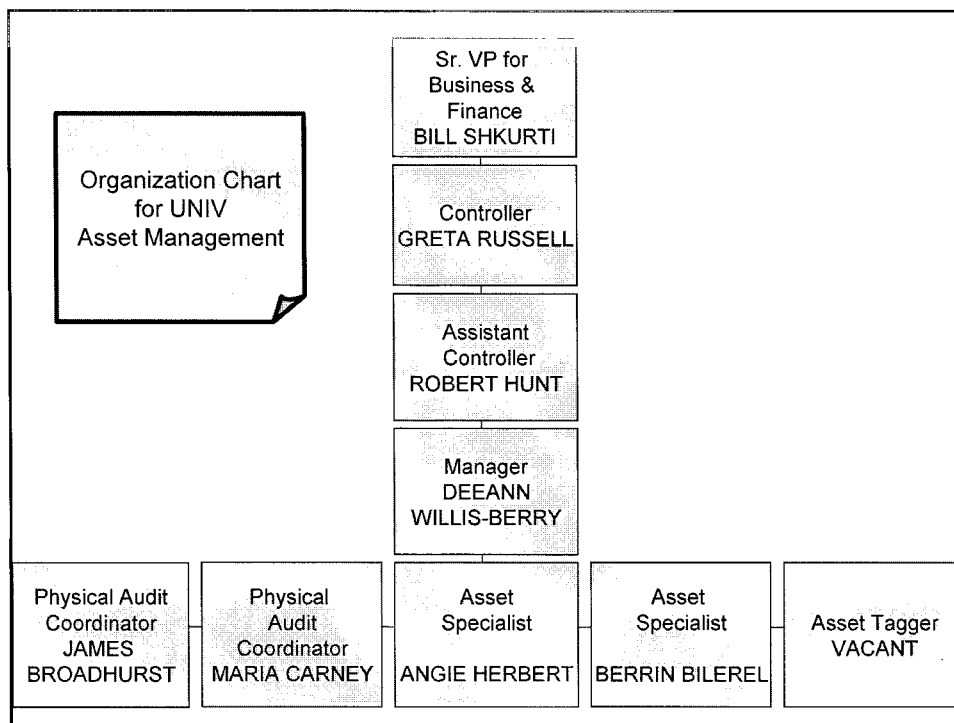 Sr. VP for
Business &
Finance
BILL SHKURTI
Organization Chart
for UNIV
Asset Management
Controller
GRETA RUSSELL
Assistant
Controller
ROBERT HUNT
Manager
DEEANN
WILLIS-BERRY
Physical Audit
Coordinator
JAMES
BROADHURST
Physical
Audit
Coordinator
MARIA CARNEY
Asset
Specialist
ANGIE HERBERT
Asset
Specialist
BERRIN BILEREL
Asset Tagger
VACANT